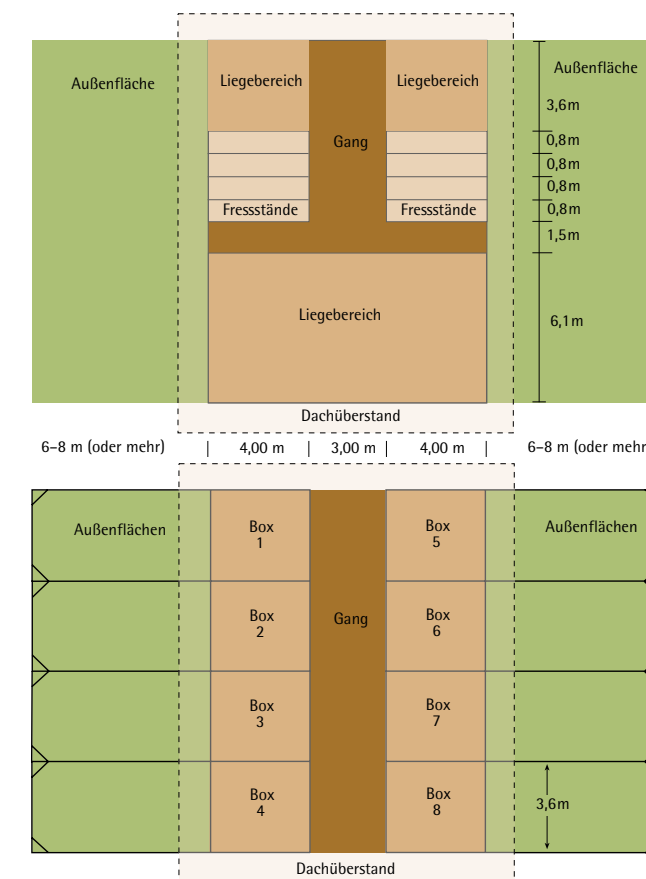 Außenfläche
Liegebereich
Liegebereich
Außenfläche
3,6m
Gang
0,8m
0,8m
0,8m
Fressstände
Fressstände
0,8m
1,5m
Liegebereich
6,1m
Dachüberstand
6–8 m (oder mehr)
4,00 m
3,00 m
4,00 m
6–8 m (oder mehr
Außenflächen
Box
1
Box
5
Außenflächen
Box
2
Gang
Box
6
Box
3
Box
7
Box
4
Box
8
3,6m
Dachüberstand